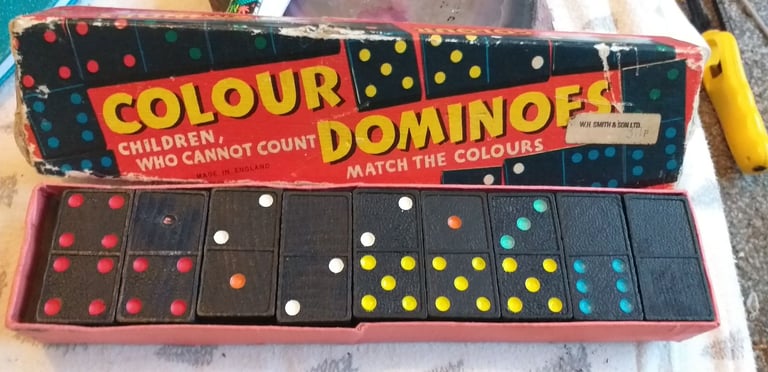 COLOUR
DOMINOES
CHILDREN,
WHO CANNOT COUNT
MATCH THE COLOURS
MADE IN ENGLAND
W.H. SMITH & SON LTD.